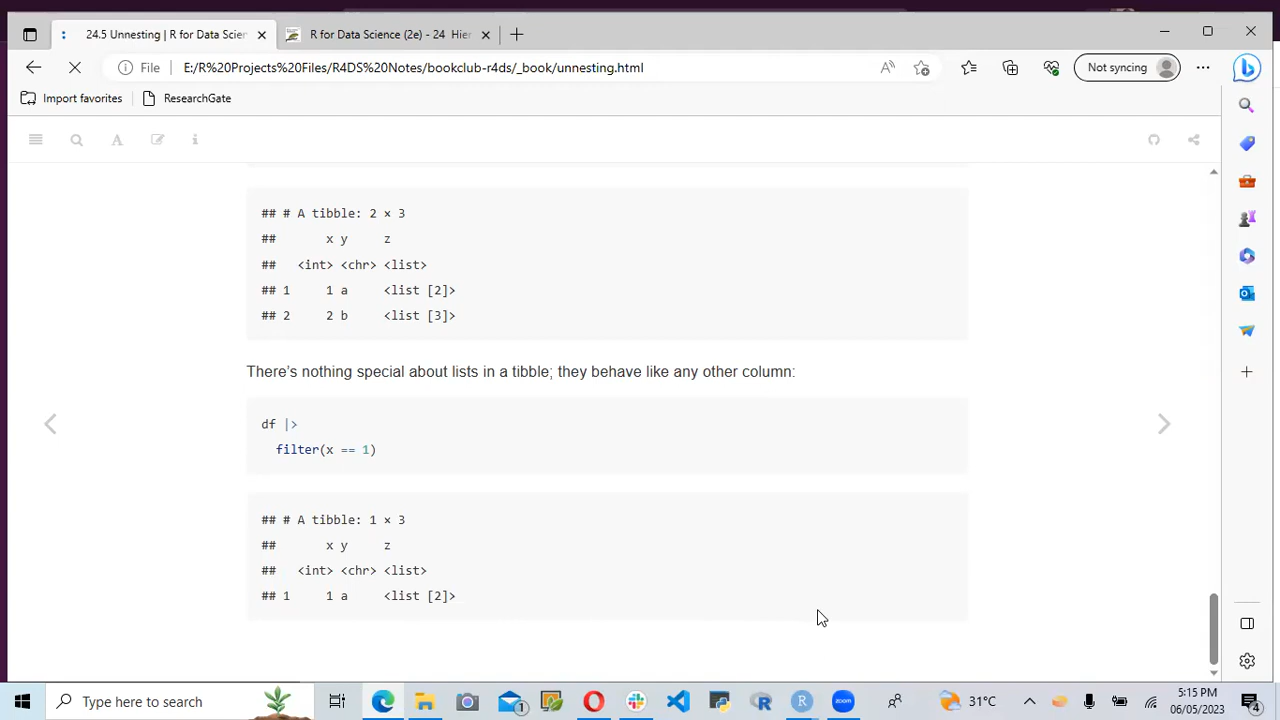 24.5 Unnesting | R for Data Scien
R for Data Science (2e) - 24 Hier
File
E:/R%20Projects%20Files/R4DS%20Notes/bookclub-r4ds/_book/unnesting.html
Not syncing
Import favorites
ResearchGate
## # A tibble: 2 × 3
## x y z
## <int> <chr> <list>
## 1 1 a <list [2]>
## 2 2 b <list [3]>
There's nothing special about lists in a tibble; they behave like any other column:
df |>
filter(x == 1)
## # A tibble: 1 × 3
## x y z
## <int> <chr> <list>
## 1 1 a <list [2]>
Type here to search
31°C
5:15 PM
06/05/2023